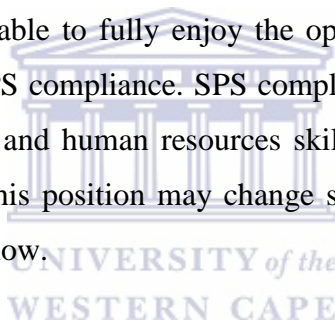 able to fully enjoy the op
PS compliance. SPS compl
and human resources skil
his position may change s
ow.
UNIVERSITY of the
WESTERN CAPE